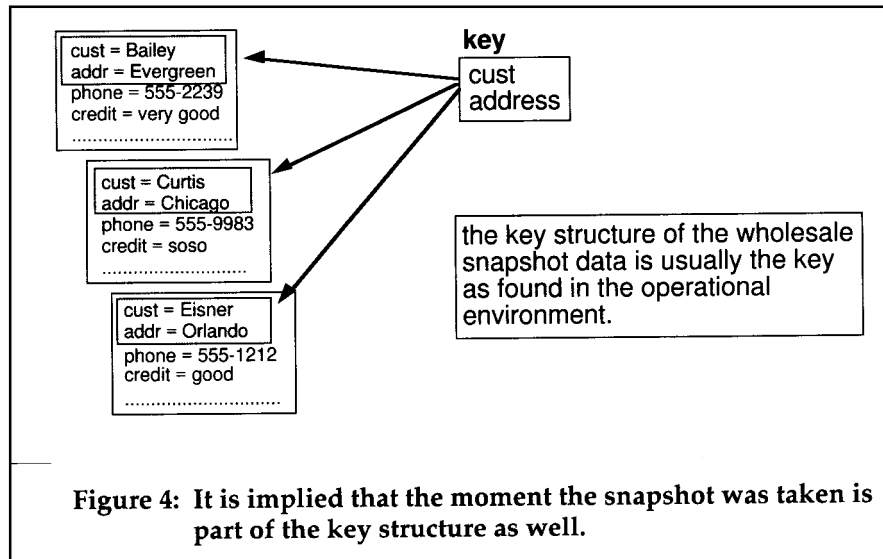 cust = Bailey
addr = Evergreen
phone = 555-2239
credit = very good
................................
cust = Curtis
addr = Chicago
phone = 555-9983
credit = soso
.............................
cust = Eisner
addr = Orlando
phone = 555-1212
credit = good
...............................
key
cust
address
the key structure of the wholesale
snapshot data is usually the key
as found in the operational
environment.
Figure 4: It is implied that the moment the snapshot was taken is
part of the key structure as well.